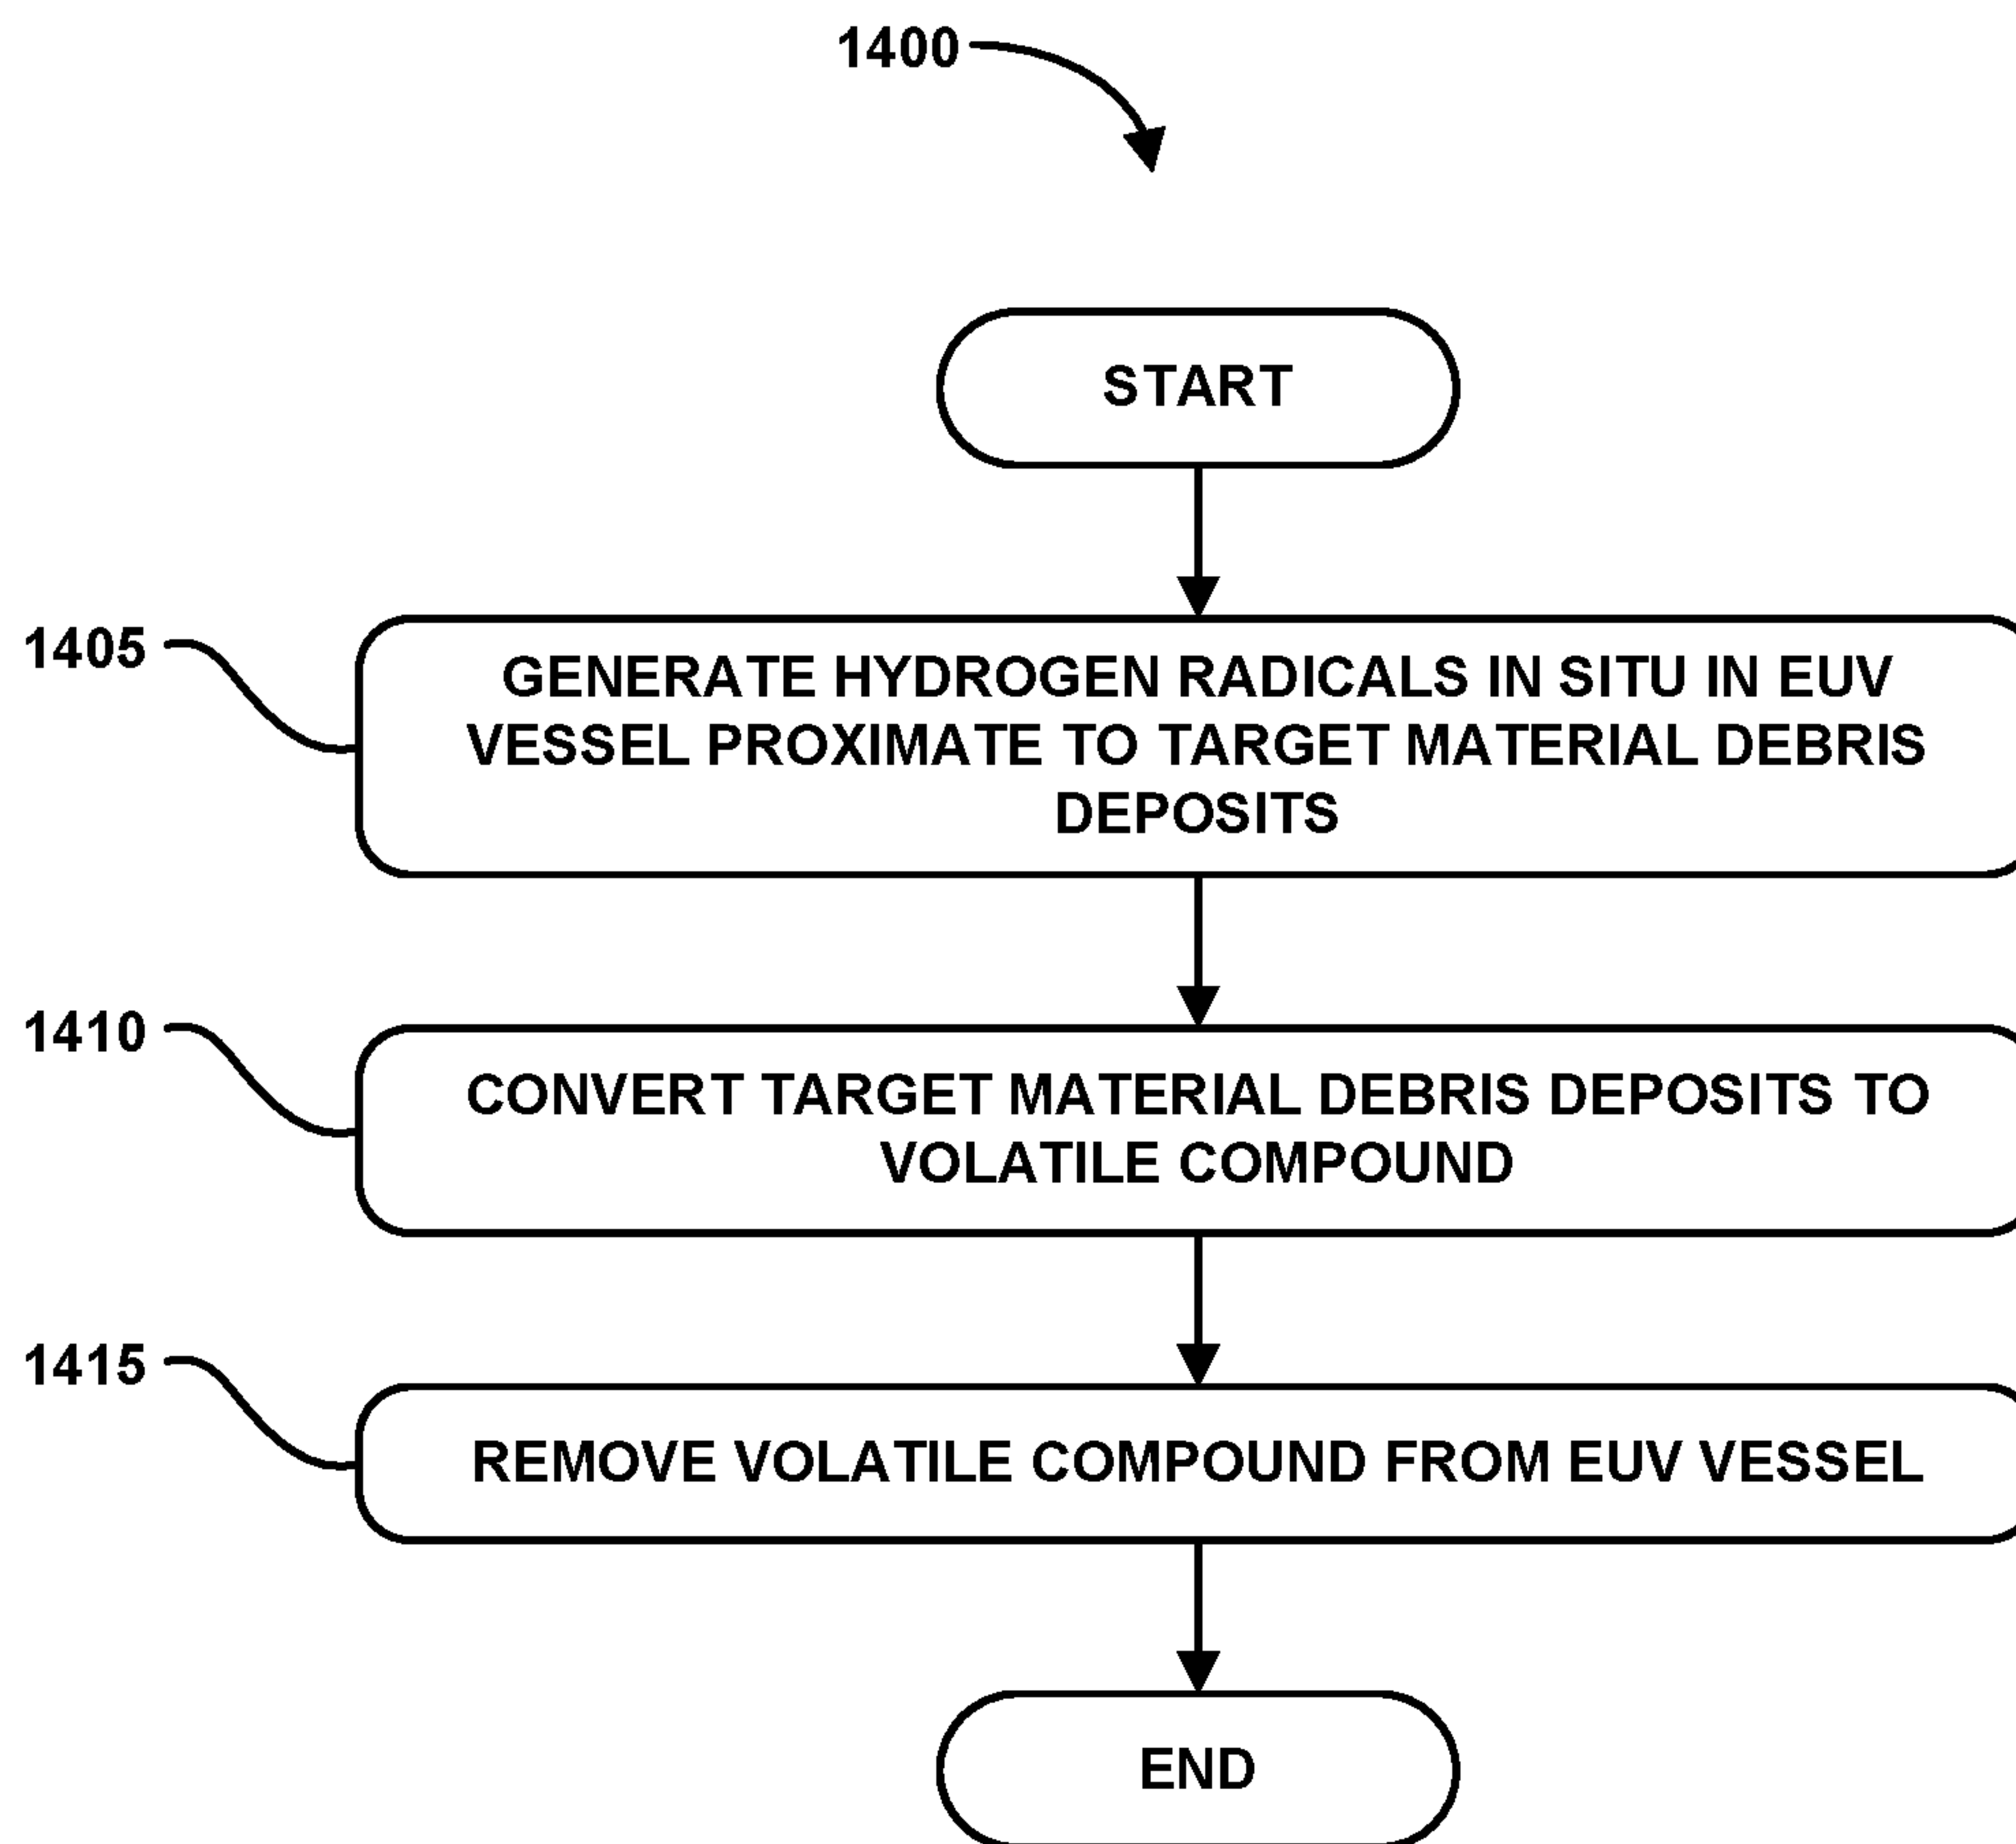 1400
START
1405
GENERATE HYDROGEN RADICALS IN SITU IN EUV
VESSEL PROXIMATE TO TARGET MATERIAL DEBRIS
DEPOSITS
1410
CONVERT TARGET MATERIAL DEBRIS DEPOSITS TO
VOLATILE COMPOUND
1415
REMOVE VOLATILE COMPOUND FROM EUV VESSEL
END